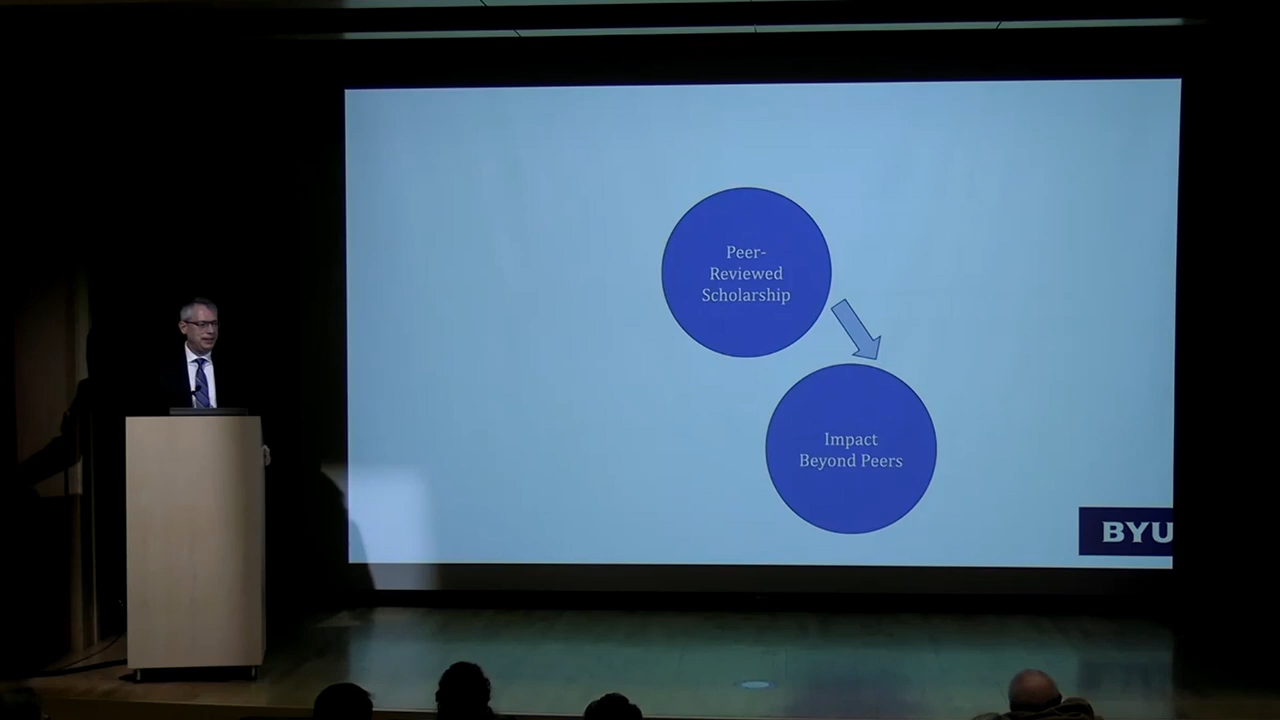 Peer-
Reviewed
Scholarship
Impact
Beyond Peers
BYU